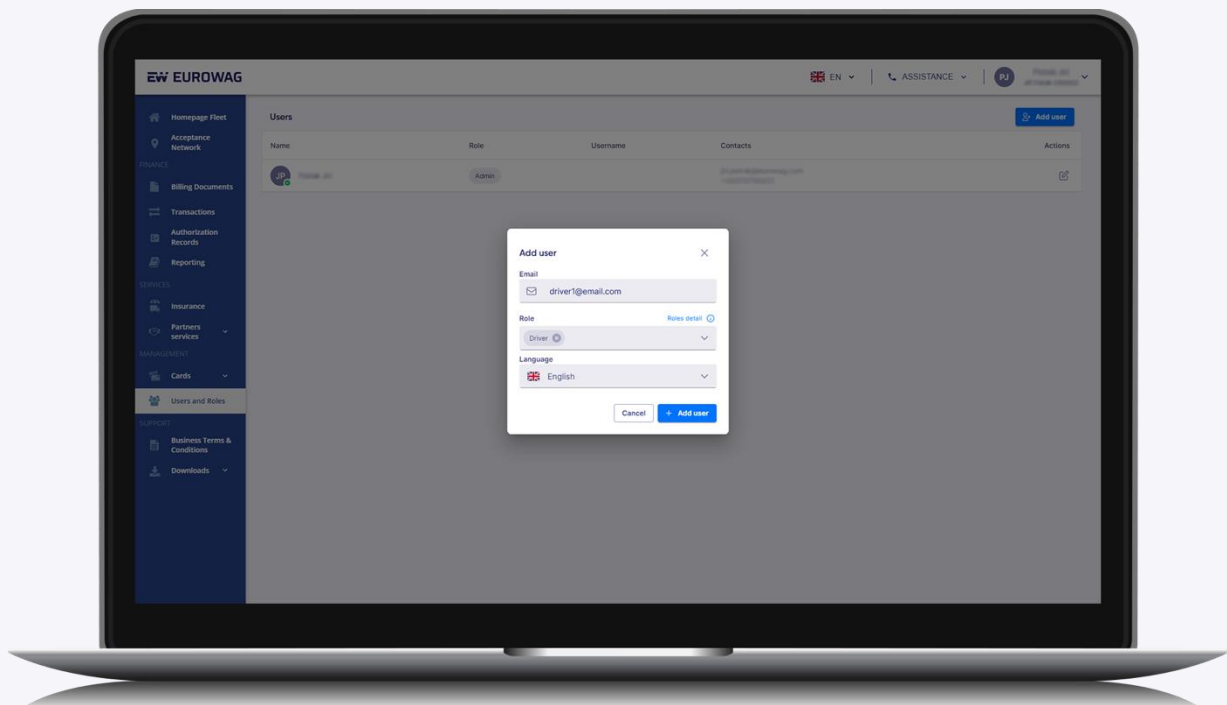 EW EUROWAG
EN
ASSISTANCE
PJ
Homepage Fleet
Acceptance
Network
FINANCE
Billing Documents
Transactions
Authorization
Records
Reporting
SERVICES
Insurance
Partners
services
MANAGEMENT
Cards
Users and Roles
SUPPORT
Business Terms &
Conditions
Downloads
Users
Add user
Name Role Username Contacts Actions
JP Admin
Add user
Email
driver1@email.com
Role Roles detail
Driver
Language
English
Cancel + Add user